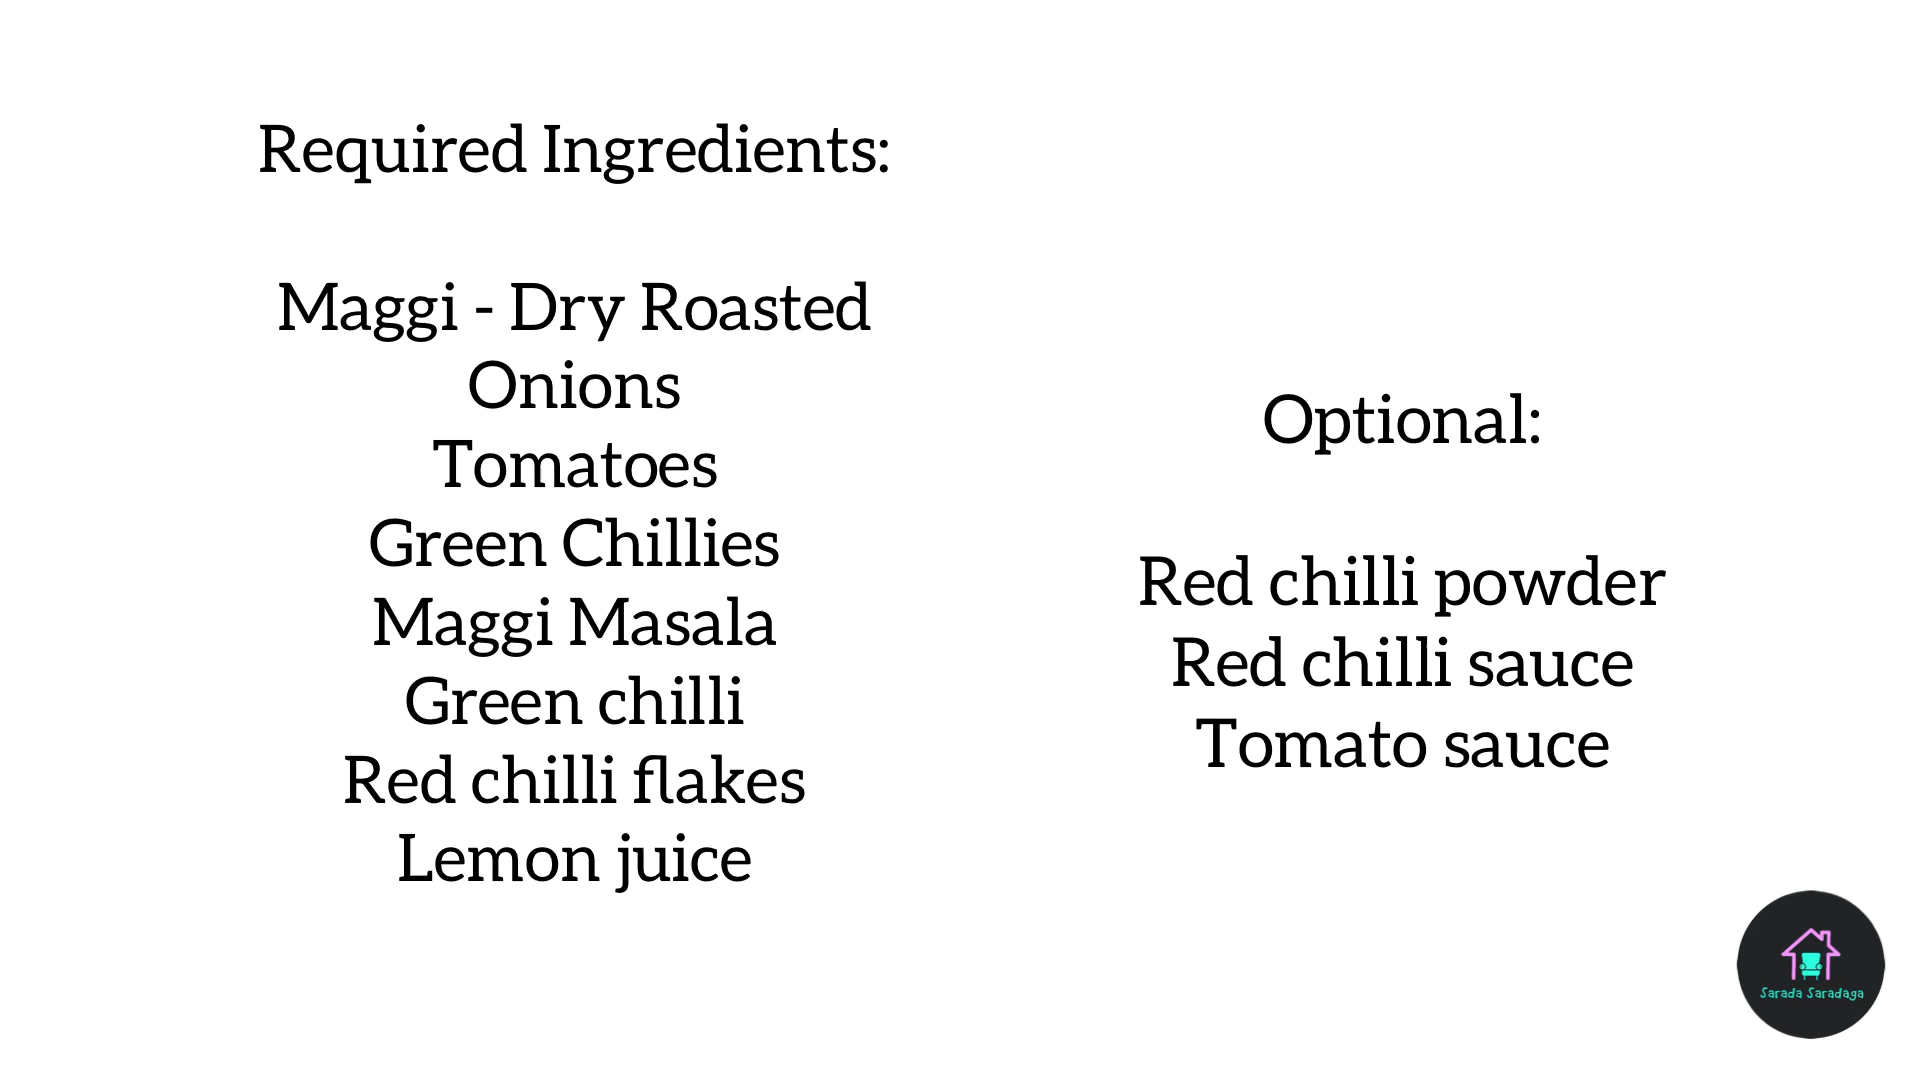 Required Ingredients:
Maggi - Dry Roasted
Onions
Tomatoes
Green Chillies
Maggi Masala
Green chilli
Red chilli flakes
Lemon juice
Optional:
Red chilli powder
Red chilli sauce
Tomato sauce
Sarada Saradaga